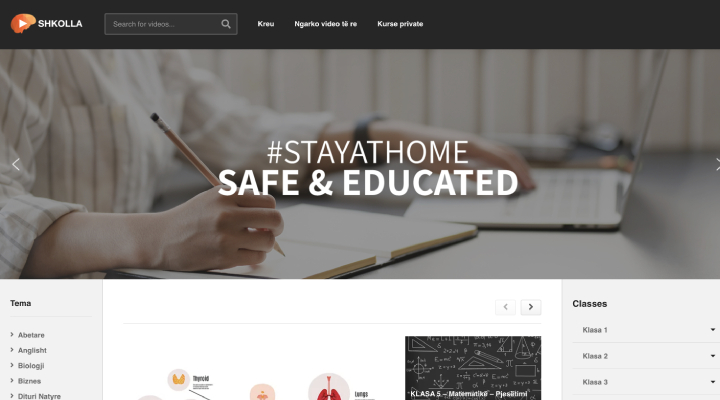 SHKOLLA
Search for videos...
Kreu
Ngarko video të re
Kurse private
#STAYATHOME
SAFE & EDUCATED
Tema
Abetare
Anglisht
Biologji
Biznes
Dituri Natyre
Thyroid
Lungs
KLASA 5 – Matematikë – Pjesëtimi
Classes
Klasa 1
Klasa 2
Klasa 3